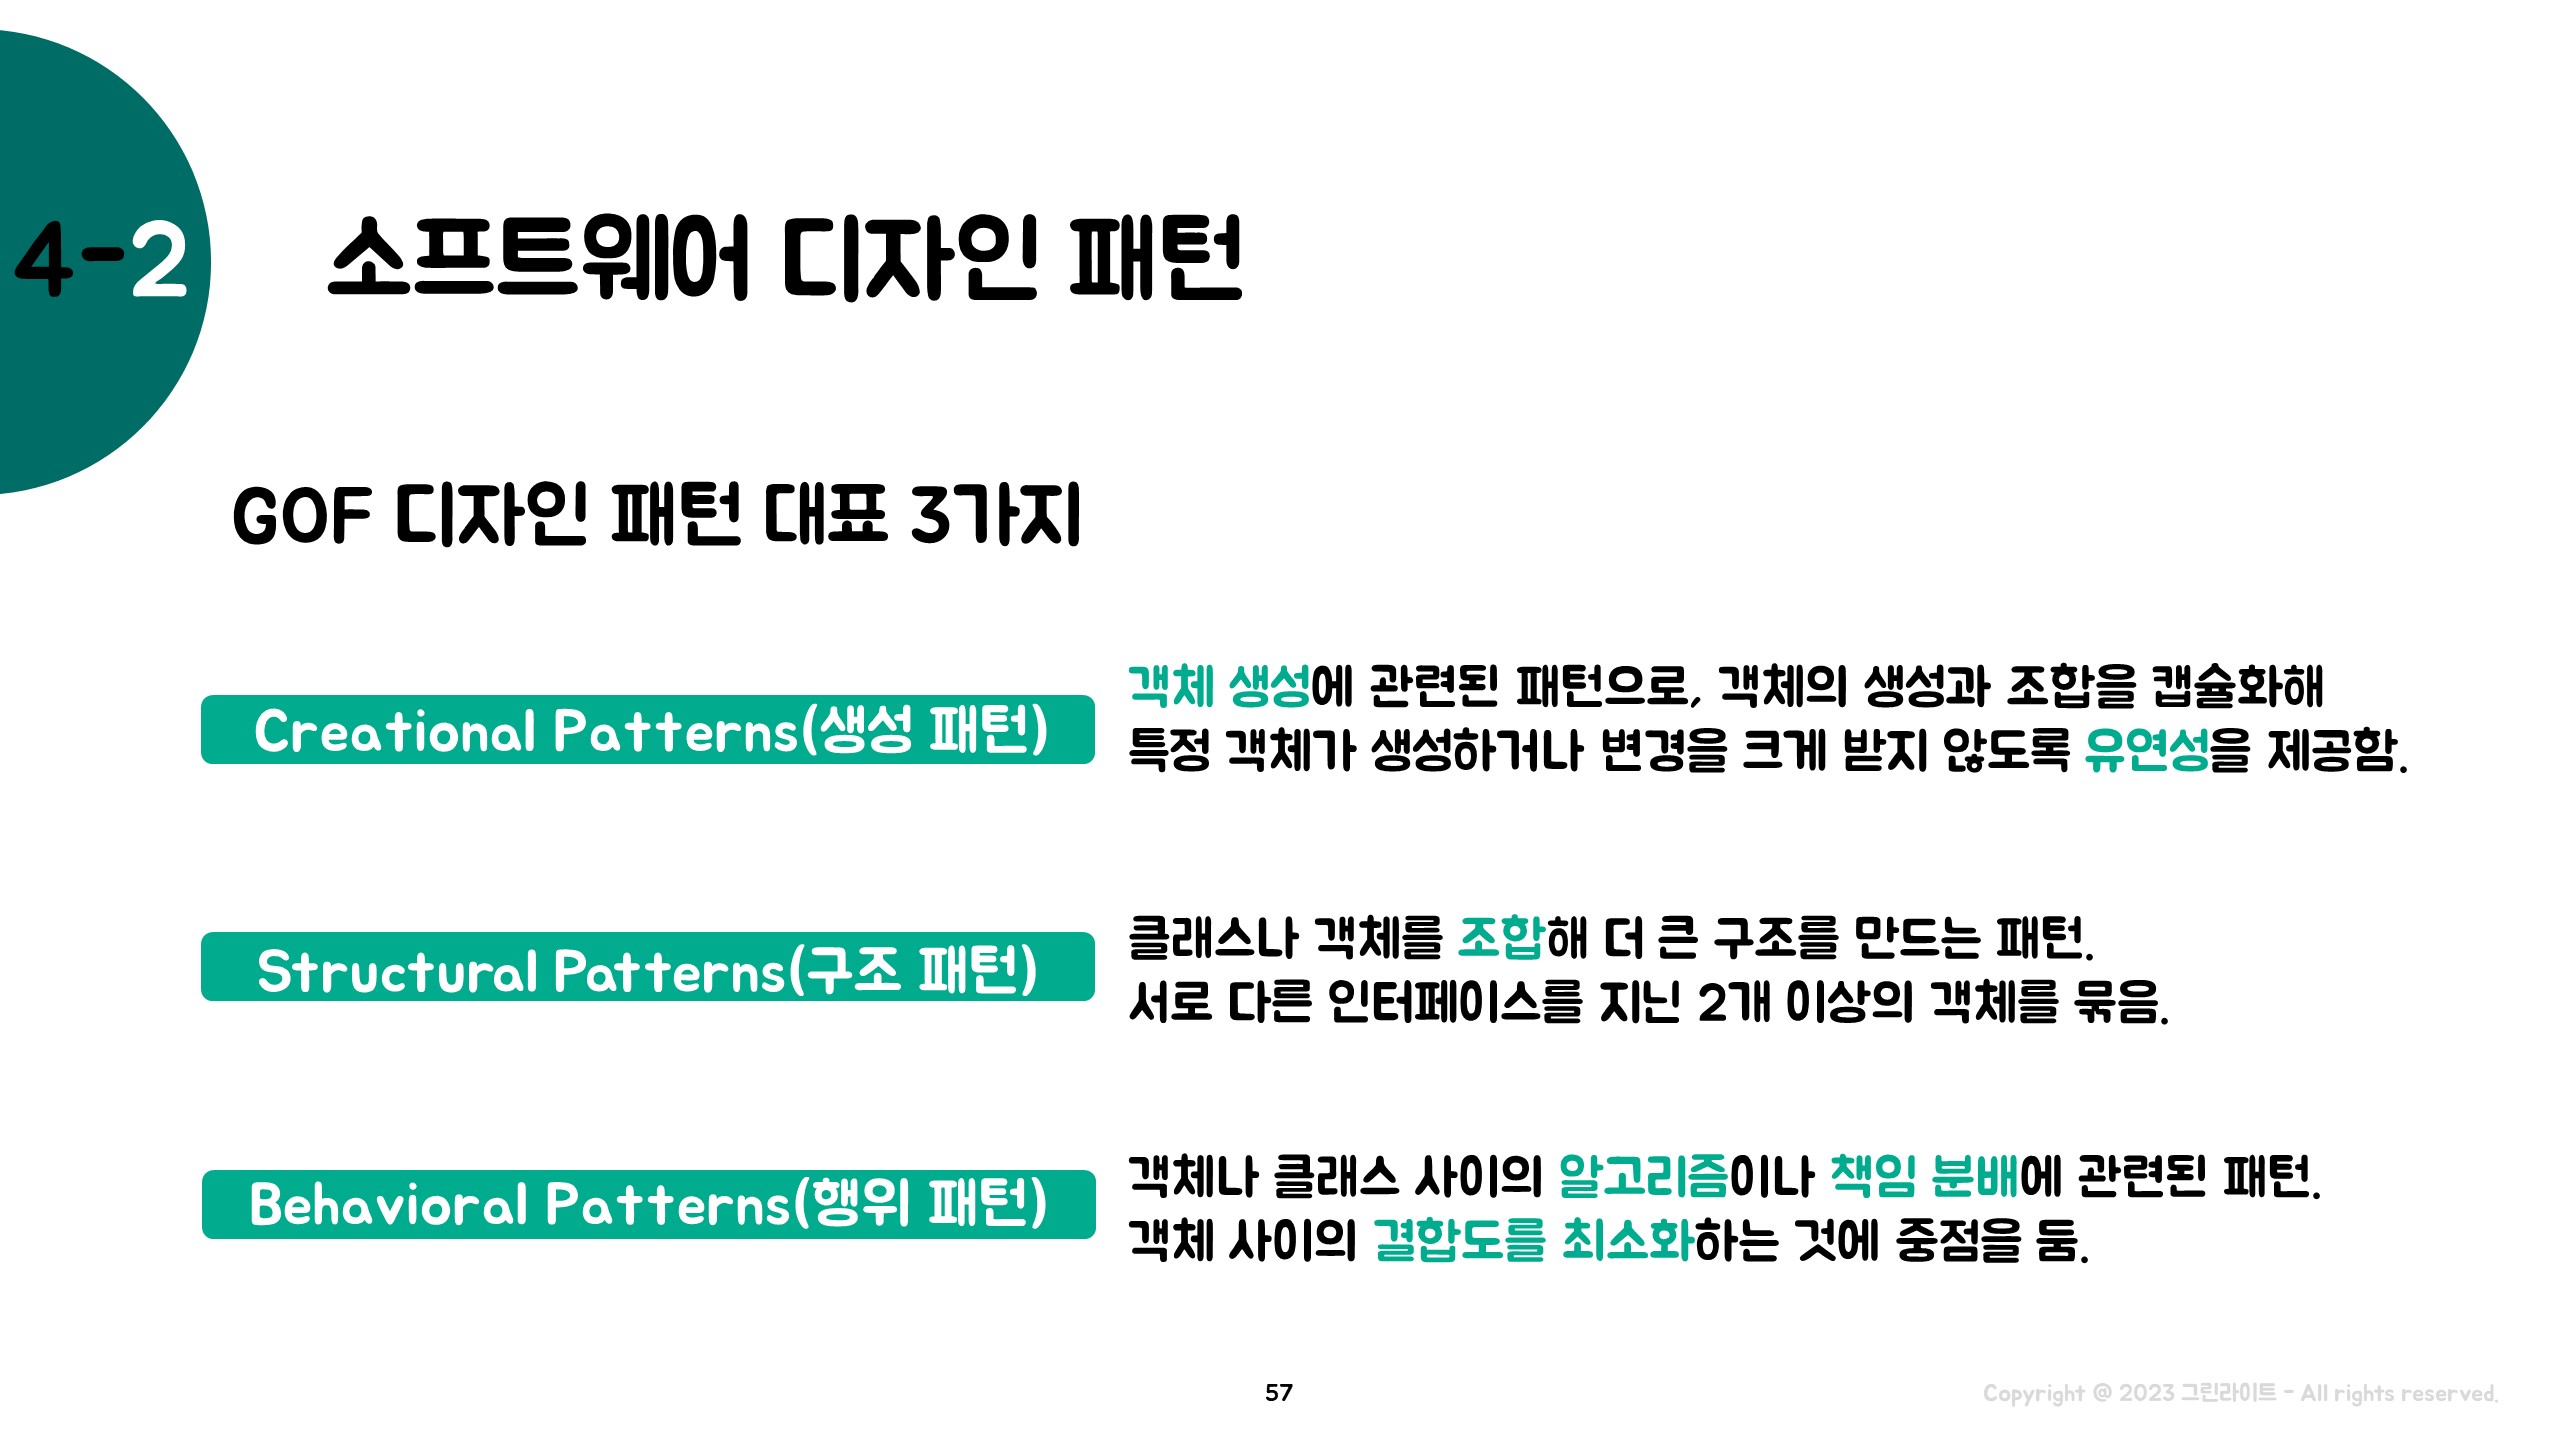 4-2
소프트웨어 디자인 패턴
GOF 디자인 패턴 대표 3가지
Creational Patterns(생성 패턴)
객체 생성에 관련된 패턴으로, 객체의 생성과 조합을 캡슐화해
특정 객체가 생성하거나 변경을 크게 받지 않도록 유연성을 제공함.
Structural Patterns(구조 패턴)
클래스나 객체를 조합해 더 큰 구조를 만드는 패턴.
서로 다른 인터페이스를 지닌 2개 이상의 객체를 묶음.
Behavioral Patterns(행위 패턴)
객체나 클래스 사이의 알고리즘이나 책임 분배에 관련된 패턴.
객체 사이의 결합도를 최소화하는 것에 중점을 둠.
57
Copyright @ 2023 그린라이트 - All rights reserved.